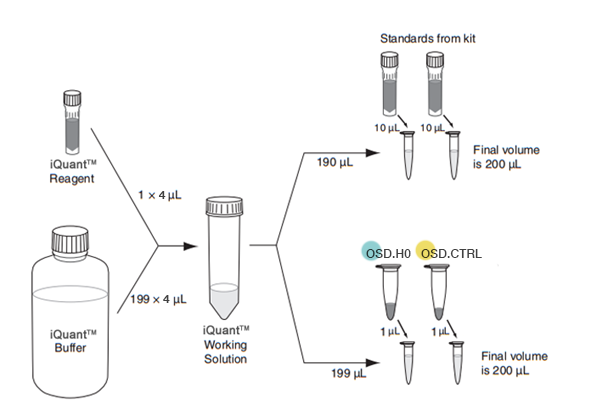 Standards from kit
10 µL
10 µL
Final volume
is 200 µL
190 µL
iQuant™
Reagent
1 × 4 µL
199 × 4 µL
iQuant™
Buffer
iQuant™
Working
Solution
OSD.H0
OSD.CTRL
1 µL
1 µL
199 µL
Final volume
is 200 µL